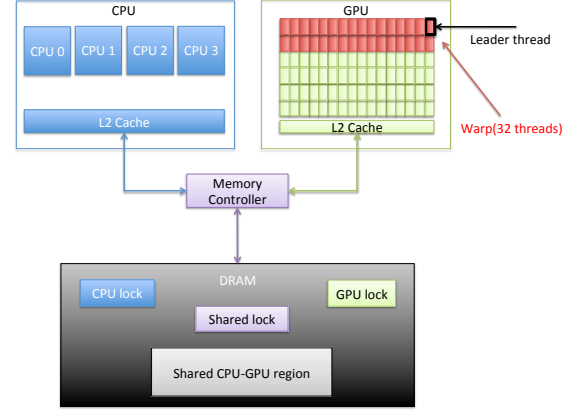 CPU
GPU
CPU 0
CPU 1
CPU 2
CPU 3
Leader thread
L2 Cache
L2 Cache
Warp(32 threads)
Memory
Controller
DRAM
CPU lock
GPU lock
Shared lock
Shared CPU-GPU region